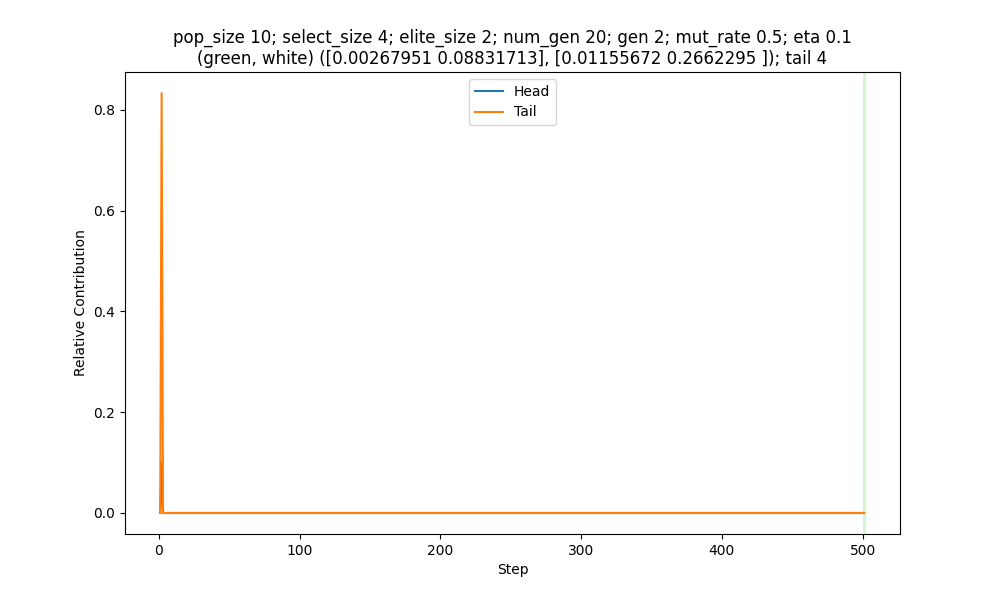 pop_size 10; select_size 4; elite_size 2; num_gen 20; gen 2; mut_rate 0.5; eta 0.1
(green, white) ([0.00267951 0.08831713], [0.01155672 0.2662295 ]); tail 4
Head
Tail
0.8
0.6
0.4
0.2
0.0
Relative Contribution
0 100 200 300 400 500
Step